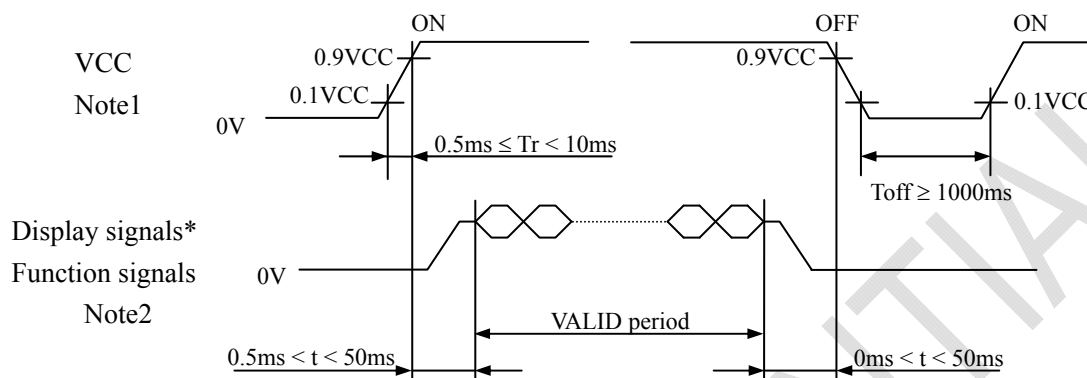 ON
OFF
ON
VCC
Note1
0.9VCC
0.9VCC
0.1VCC
0.1VCC
0V
0.5ms ≤ Tr < 10ms
Toff ≥ 1000ms
Display signals*
Function signals
Note2
0V
VALID period
0.5ms < t < 50ms
0ms < t < 50ms
NTIAL